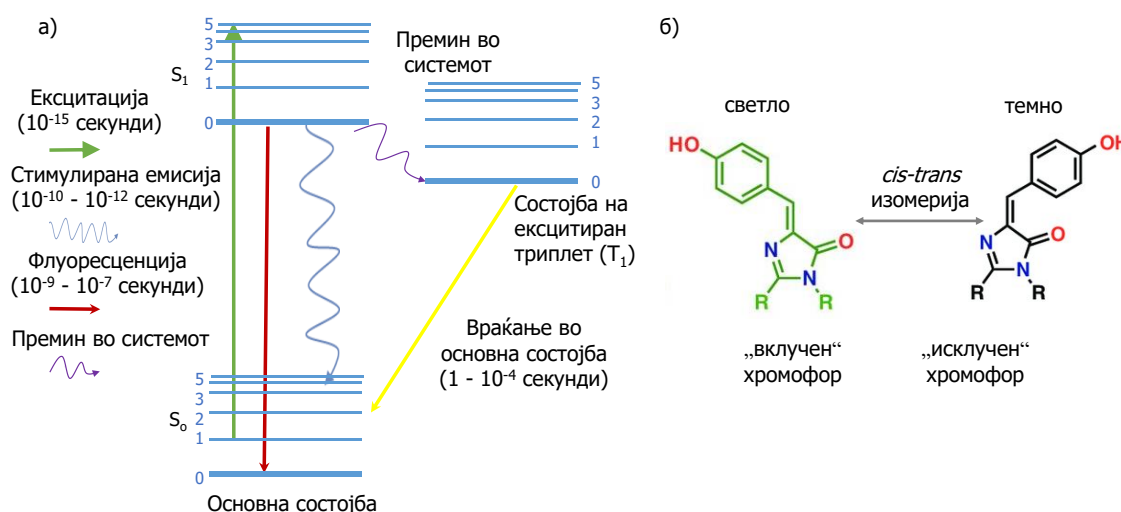 а)
5
3
2
1
0
S1
Ексцитација
(10-15 секунди)
Стимулирана емисија
(10-10 - 10-12 секунди)
Флуоресценција
(10-9 - 10-7 секунди)
Премин во системот
Премин во
системот
5
3
2
1
0
Состојба на
ексцитиран
триплет (T1)
Враќање во
основна состојба
(1 - 10-4 секунди)
5
3
2
1
0
So
Основна состојба
б)
светло
темно
HO
N
O
N
R
R
cis-trans
изомерија
OH
N
O
N
R
R
„вклучен“
хромофор
„исклучен“
хромофор